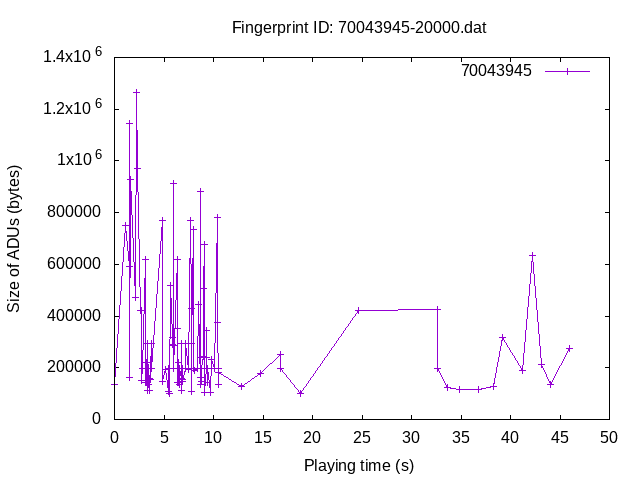 Fingerprint ID: 70043945-20000.dat
70043945
Size of ADUs (bytes)
1.4x10^6
1.2x10^6
1x10^6
800000
600000
400000
200000
0
0 5 10 15 20 25 30 35 40 45 50
Playing time (s)